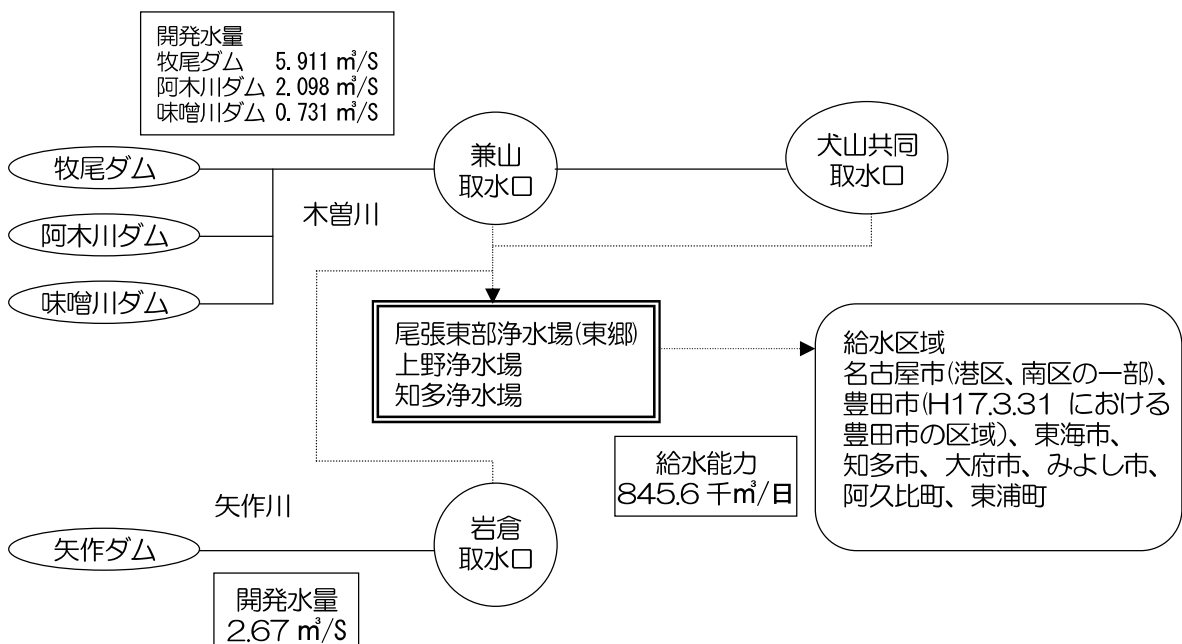 開発水量
牧尾ダム 5.911 ㎥/S
阿木川ダム 2.098 ㎥/S
味噌川ダム 0.731 ㎥/S
牧尾ダム
兼山
取水口
犬山共同
取水口
木曽川
阿木川ダム
味噌川ダム
尾張東部浄水場(東郷)
上野浄水場
知多浄水場
給水区域
名古屋市(港区、南区の一部)、
豊田市(H17.3.31 における
豊田市の区域)、東海市、
知多市、大府市、みよし市、
阿久比町、東浦町
給水能力
845.6 千㎥/日
矢作川
岩倉
取水口
矢作ダム
開発水量
2.67 ㎥/S